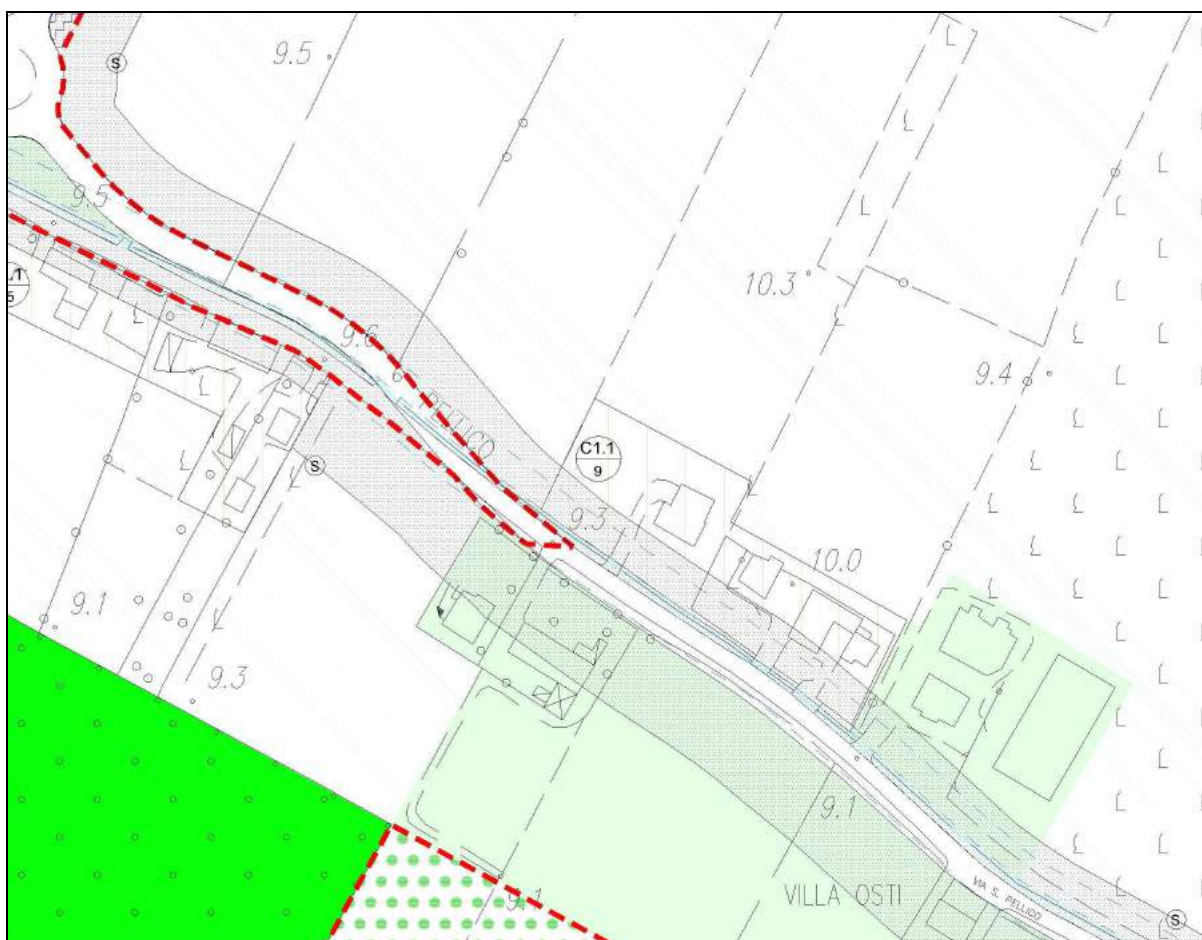 S
9.5
9.5
.1
5
9.6
10.3
9.4
PELLICO
C1.1
9
S
9.3
10.0
9.1
9.3
9.1
9.1
VILLA OSTI
VIA S. PELLICO
S